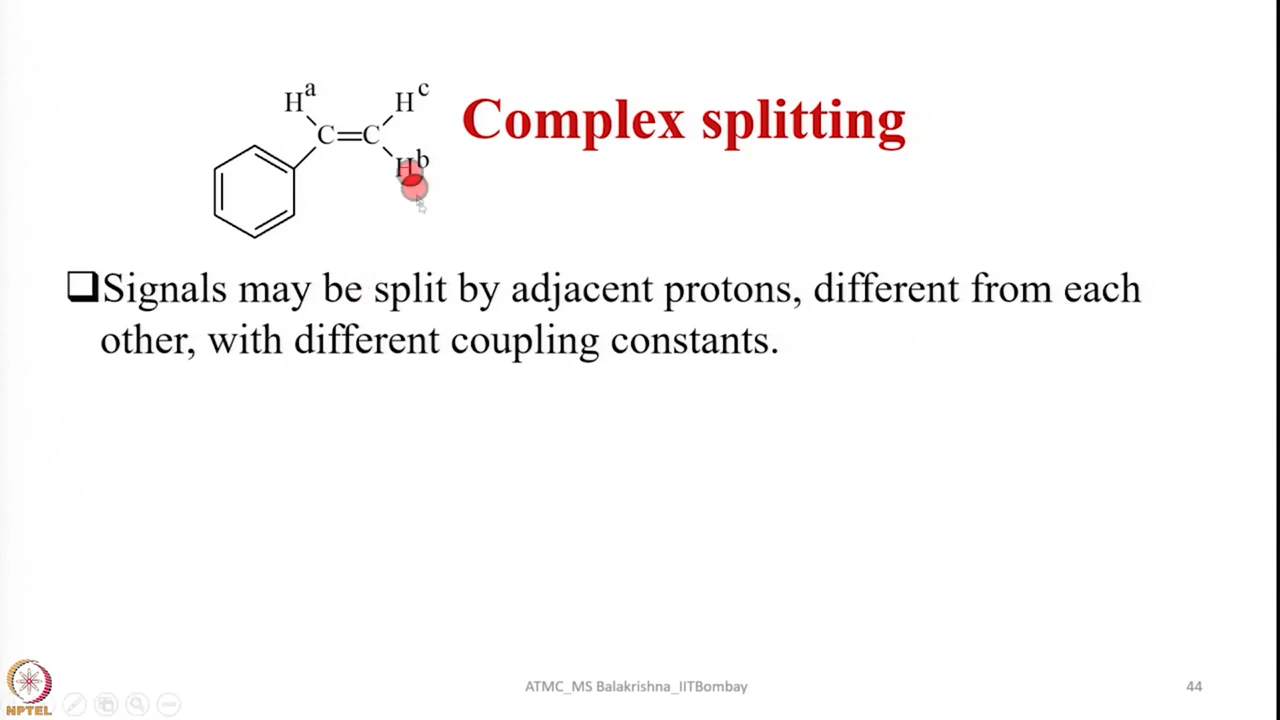 Hᵃ Hᶜ
C=C
Hᵇ
Complex splitting
❑Signals may be split by adjacent protons, different from each
other, with different coupling constants.
NPTEL
ATMC_MS Balakrishna_IITBombay
44